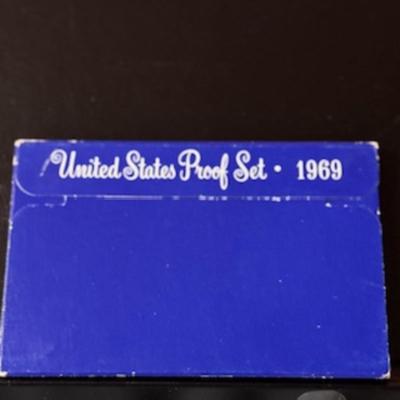 United States Proof Set • 1969